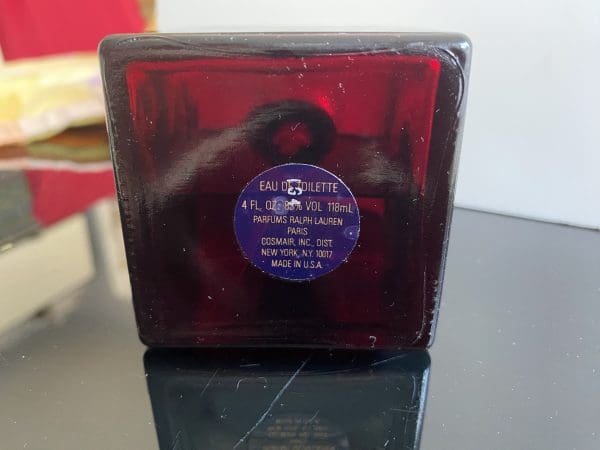 EAU DE TOILETTE
4 FL. OZ. 85% VOL 118mL
PARFUMS RALPH LAUREN
PARIS
COSMAIR, INC., DIST.
NEW YORK, N.Y. 10017
MADE IN U.S.A.